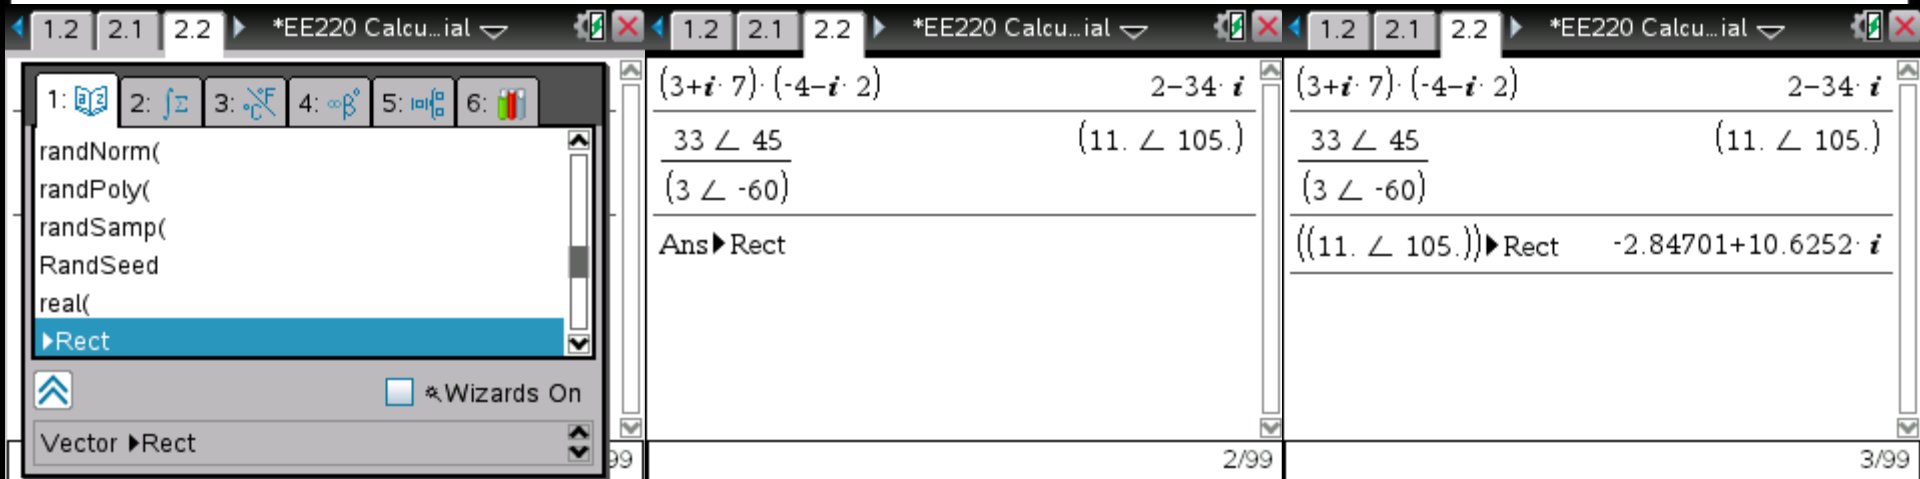 1.2 2.1 2.2 *EE220 Calcu...ial
1: 2: ∫Σ 3: °C°F 4: ∞β° 5: 6:
randNorm(
randPoly(
randSamp(
RandSeed
real(
▶Rect
Wizards On
Vector ▶Rect
99
1.2 2.1 2.2 *EE220 Calcu...ial
(3+i·7)·(-4-i·2) 2-34·i
33 ∠ 45 (11. ∠ 105.)
(3 ∠ -60)
Ans▶Rect
2/99
1.2 2.1 2.2 *EE220 Calcu...ial
(3+i·7)·(-4-i·2) 2-34·i
33 ∠ 45 (11. ∠ 105.)
(3 ∠ -60)
((11. ∠ 105.))▶Rect -2.84701+10.6252·i
3/99